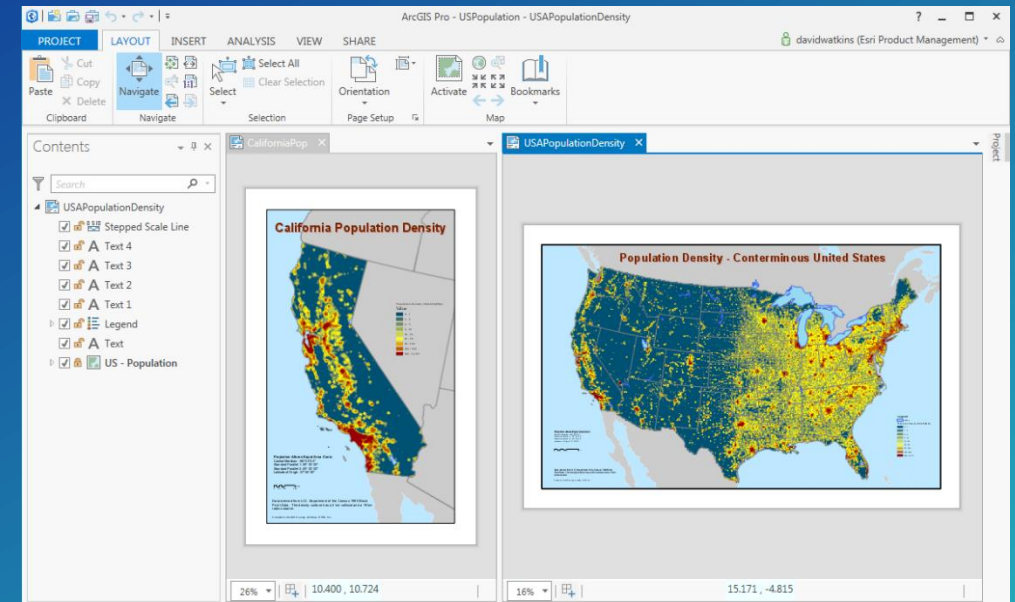 ArcGIS Pro - USPopulation - USAPopulationDensity
PROJECT LAYOUT INSERT ANALYSIS VIEW SHARE
davidwatkins (Esri Product Management)
Paste
Cut
Copy
Delete
Clipboard
Navigate
Navigate
Select
Select All
Clear Selection
Selection
Orientation
Page Setup
Activate
Bookmarks
Map
Contents
Search
USAPopulationDensity
Stepped Scale Line
A Text 4
A Text 3
A Text 2
A Text 1
Legend
A Text
US - Population
CaliforniaPop
California Population Density
26%
10.400 , 10.724
USAPopulationDensity
Population Density - Conterminous United States
16%
15.171 , -4.815
Project